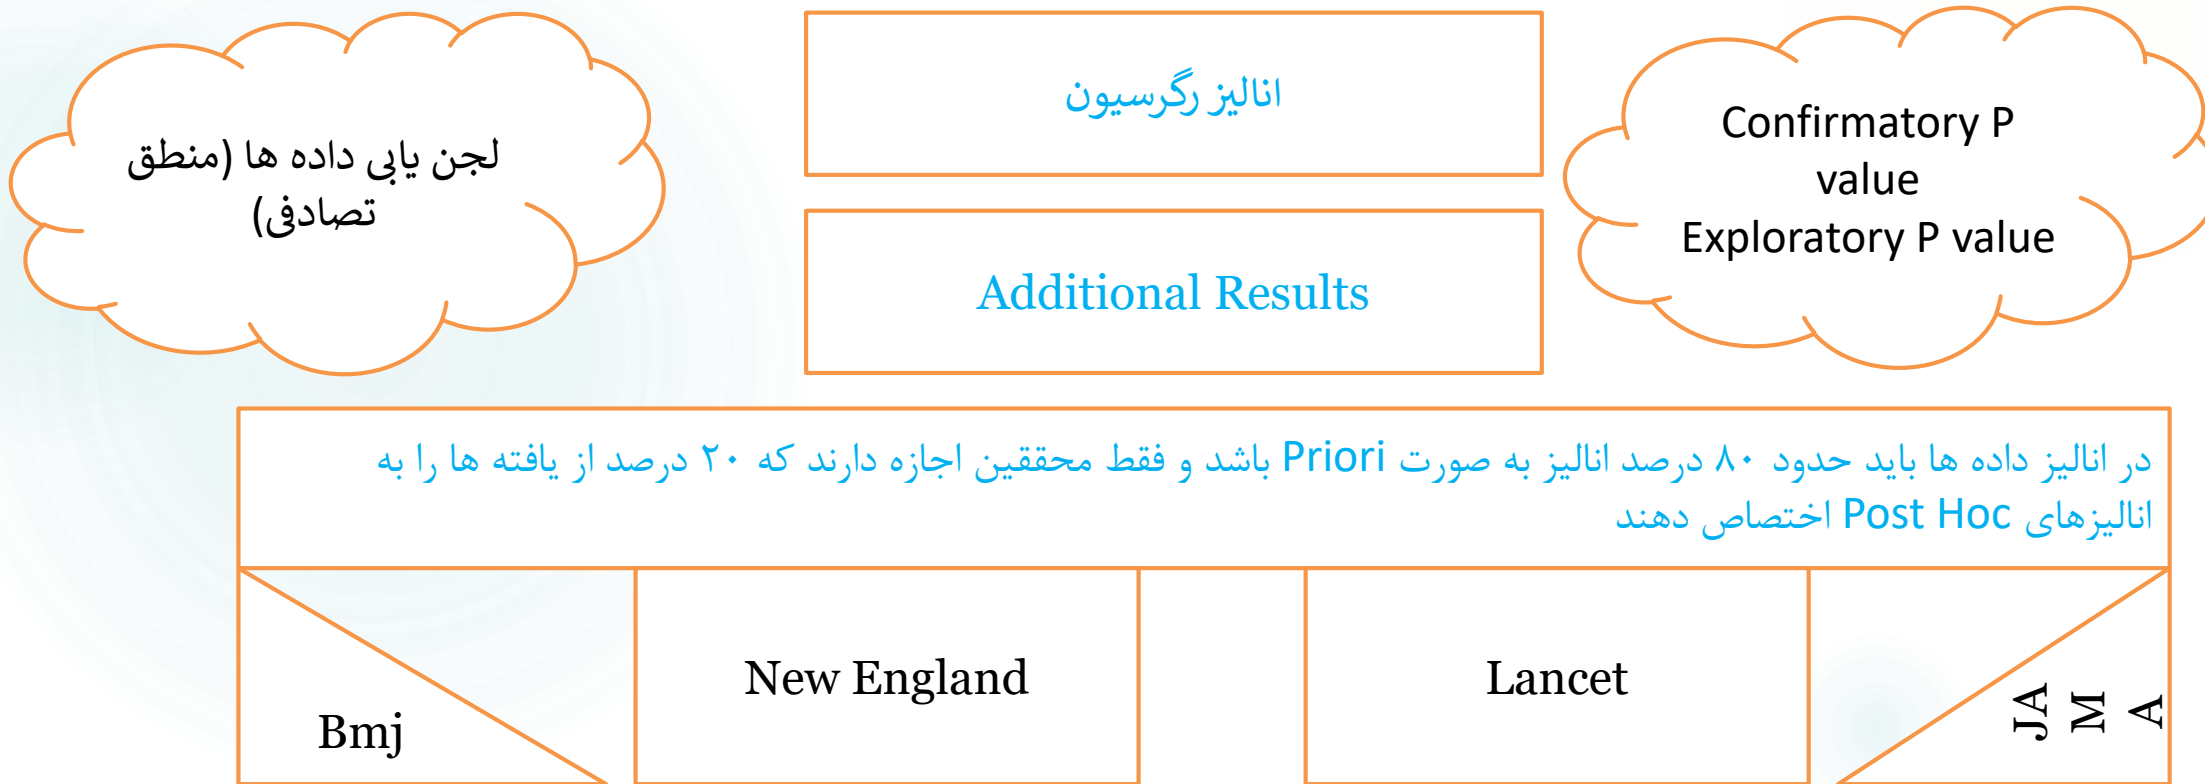 لجن یابی داده ها (منطق
تصادفی)
انالیز رگرسیون
Confirmatory P
value
Exploratory P value
Additional Results
در انالیز داده ها باید حدود ۸۰ درصد انالیز به صورت Priori باشد و فقط محققین اجازه دارند که ۲۰ درصد از یافته ها را به
انالیزهای Post Hoc اختصاص دهند
Bmj
New England
Lancet
JA
M
A